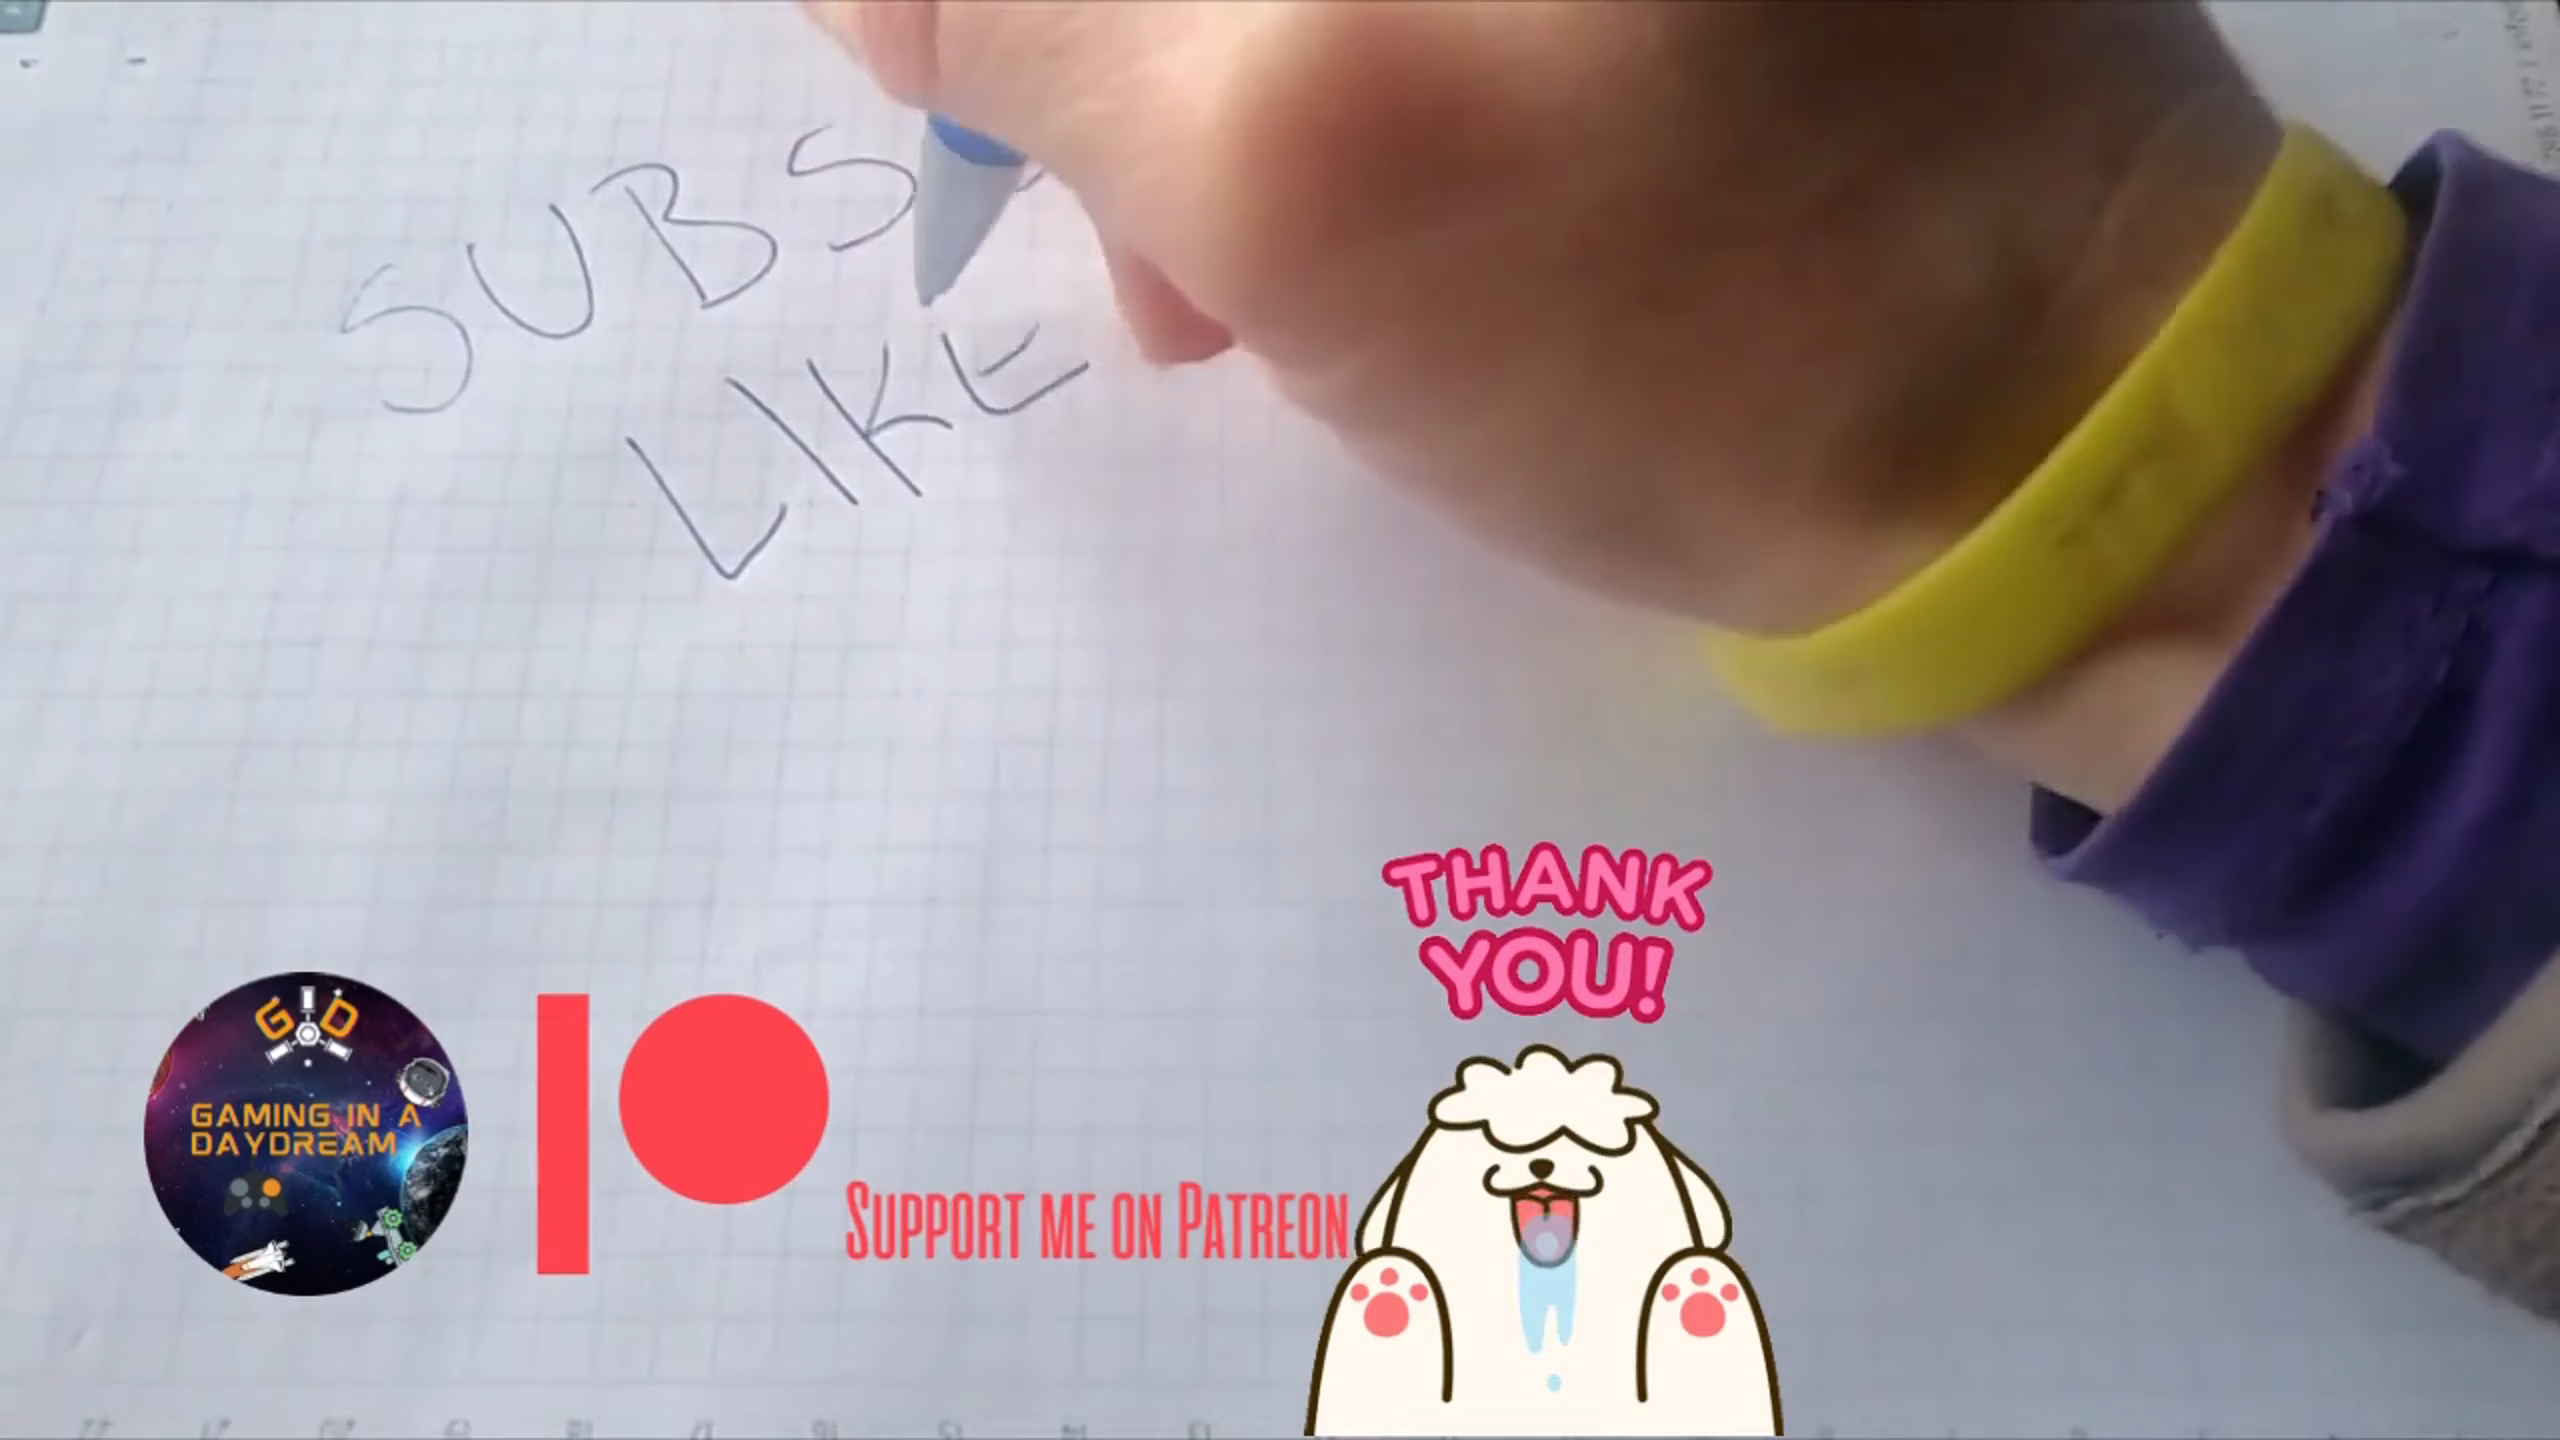 SUBS
LIKE
THANK
YOU!
G D
GAMING IN A
DAYDREAM
SUPPORT ME ON PATREON